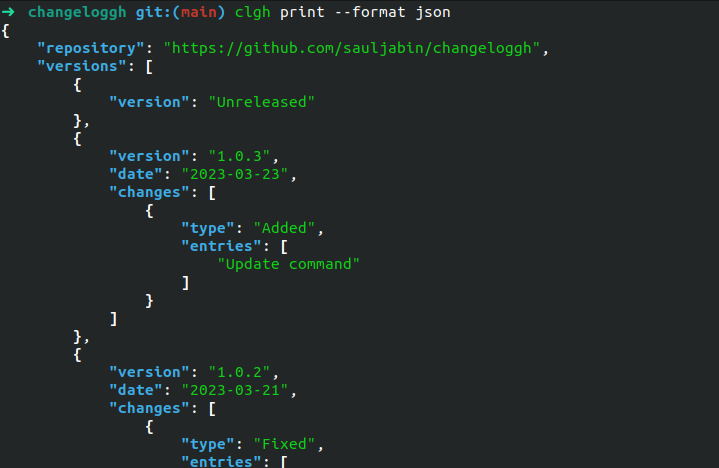 ➜ changeloggh git:(main) clgh print --format json
{
    "repository": "https://github.com/sauljabin/changeloggh",
    "versions": [
        {
            "version": "Unreleased"
        },
        {
            "version": "1.0.3",
            "date": "2023-03-23",
            "changes": [
                {
                    "type": "Added",
                    "entries": [
                        "Update command"
                    ]
                }
            ]
        },
        {
            "version": "1.0.2",
            "date": "2023-03-21",
            "changes": [
                {
                    "type": "Fixed",
                    "entries": [